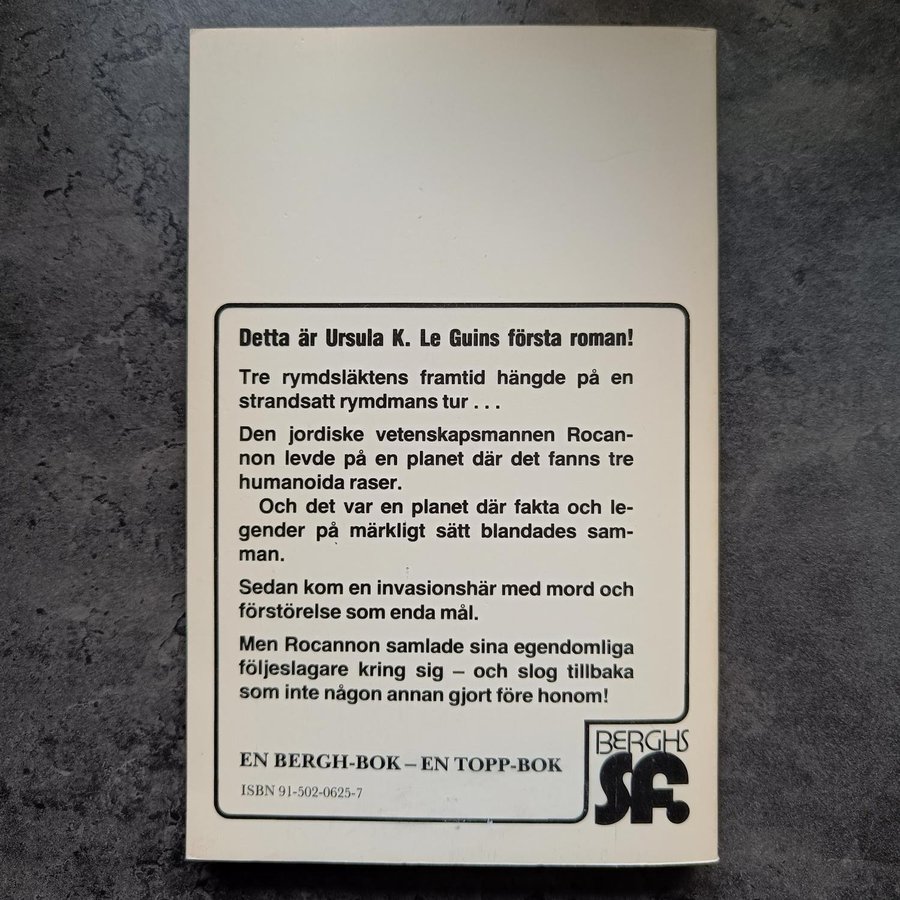 Detta är Ursula K. Le Guins första roman!
Tre rymdsläktens framtid hängde på en
strandsatt rymdmans tur . . .
Den jordiske vetenskapsmannen Rocan-
non levde på en planet där det fanns tre
humanoida raser.
Och det var en planet där fakta och le-
gender på märkligt sätt blandades sam-
man.
Sedan kom en invasionshär med mord och
förstörelse som enda mål.
Men Rocannon samlade sina egendomliga
följeslagare kring sig – och slog tillbaka
som inte någon annan gjort före honom!
EN BERGH-BOK – EN TOPP-BOK
ISBN 91-502-0625-7
BERGHS
SF.